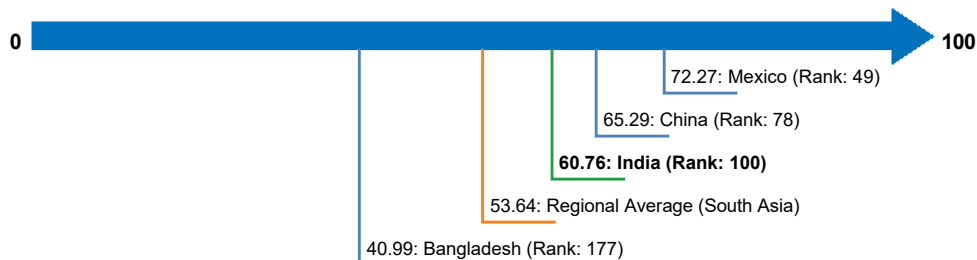 0
100
72.27: Mexico (Rank: 49)
65.29: China (Rank: 78)
60.76: India (Rank: 100)
53.64: Regional Average (South Asia)
40.99: Bangladesh (Rank: 177)